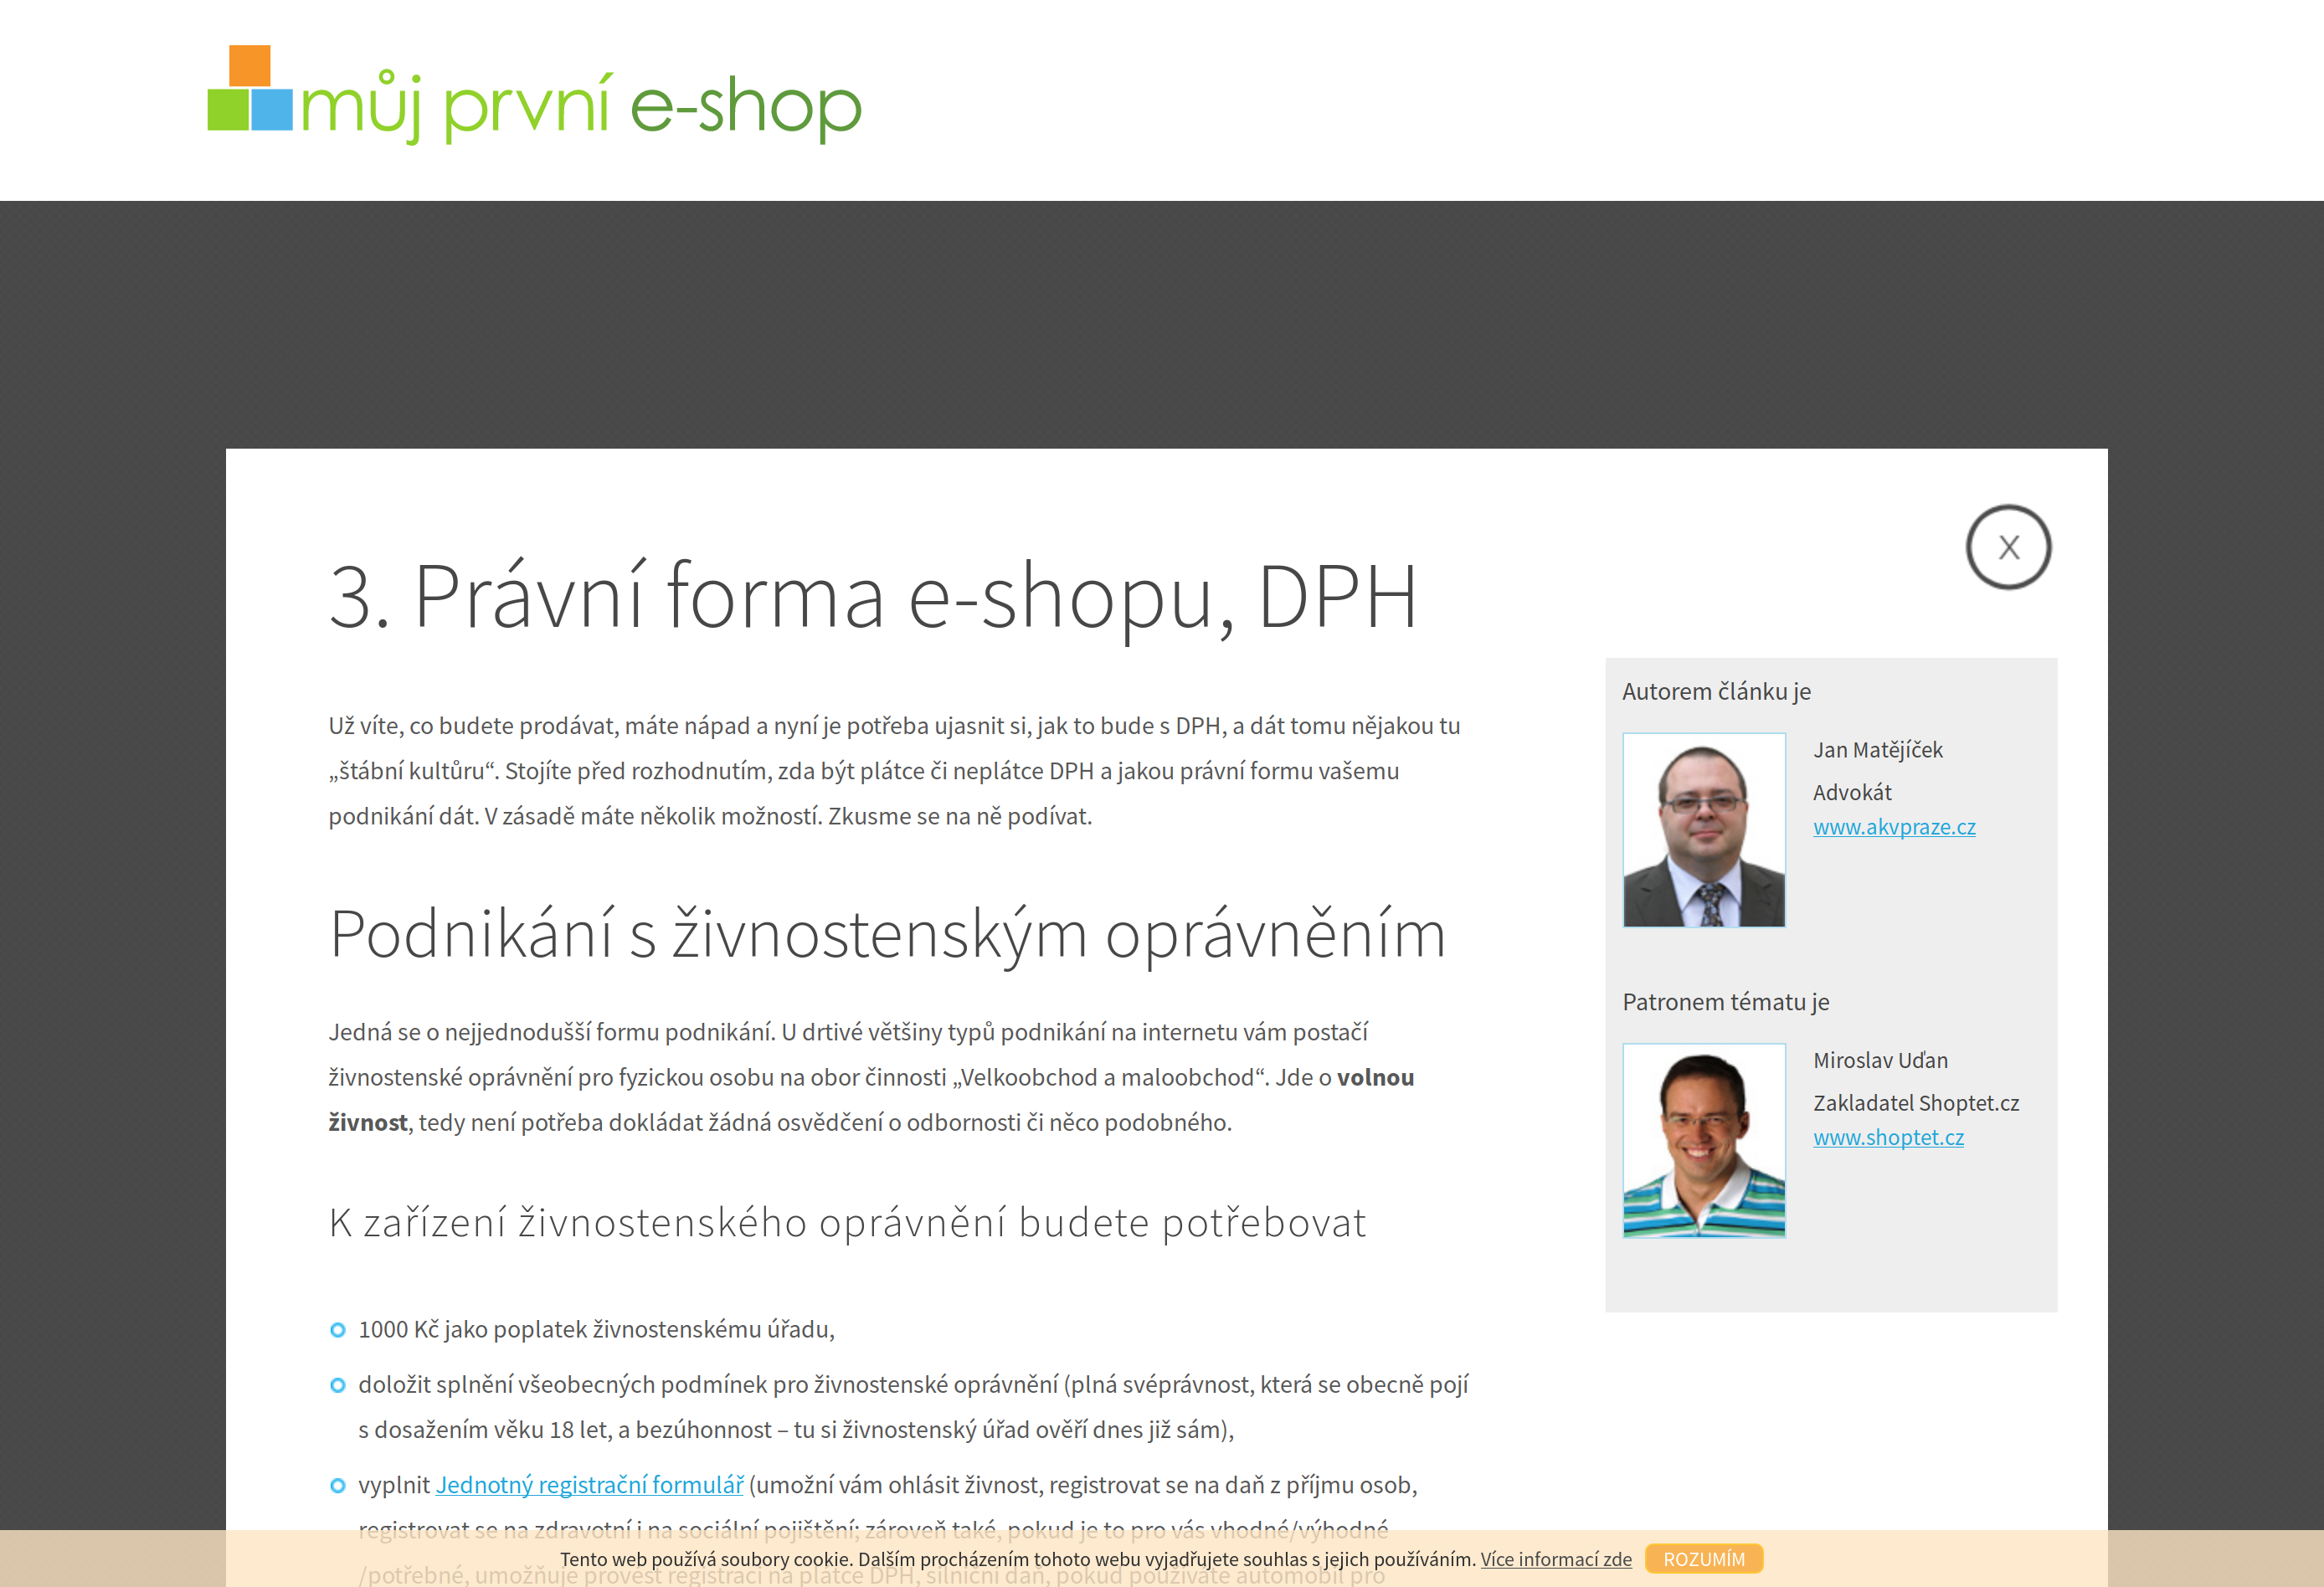 můj první e-shop
X
3. Právní forma e-shopu, DPH
Už víte, co budete prodávat, máte nápad a nyní je potřeba ujasnit si, jak to bude s DPH, a dát tomu nějakou tu
„štábní kultůru“. Stojíte před rozhodnutím, zda být plátce či neplátce DPH a jakou právní formu vašemu
podnikání dát. V zásadě máte několik možností. Zkusme se na ně podívat.
Podnikání s živnostenským oprávněním
Jedná se o nejjednodušší formu podnikání. U drtivé většiny typů podnikání na internetu vám postačí
živnostenské oprávnění pro fyzickou osobu na obor činnosti „Velkoobchod a maloobchod“. Jde o volnou
živnost, tedy není potřeba dokládat žádná osvědčení o odbornosti či něco podobného.
K zařízení živnostenského oprávnění budete potřebovat
1000 Kč jako poplatek živnostenskému úřadu,
doložit splnění všeobecných podmínek pro živnostenské oprávnění (plná svéprávnost, která se obecně pojí
s dosažením věku 18 let, a bezúhonnost – tu si živnostenský úřad ověří dnes již sám),
vyplnit Jednotný registrační formulář (umožní vám ohlásit živnost, registrovat se na daň z příjmu osob,
registrovat se na zdravotní i na sociální pojištění; zároveň také, pokud je to pro vás vhodné/výhodné
/potřebné, umožňuje provést registraci na plátce DPH, silniční daň, pokud používáte automobil pro
Autorem článku je
Jan Matějíček
Advokát
www.akvpraze.cz
Patronem tématu je
Miroslav Uďan
Zakladatel Shoptet.cz
www.shoptet.cz
Tento web používá soubory cookie. Dalším procházením tohoto webu vyjadřujete souhlas s jejich používáním. Více informací zde ROZUMÍM